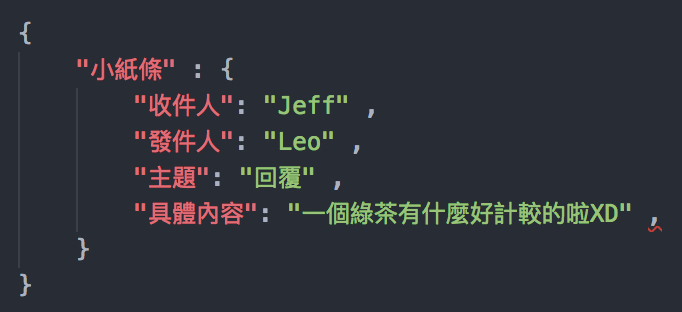 {
"小紙條" : {
"收件人": "Jeff" ,
"發件人": "Leo" ,
"主題": "回覆" ,
"具體內容": "一個綠茶有什麼好計較的啦XD" ,
}
}